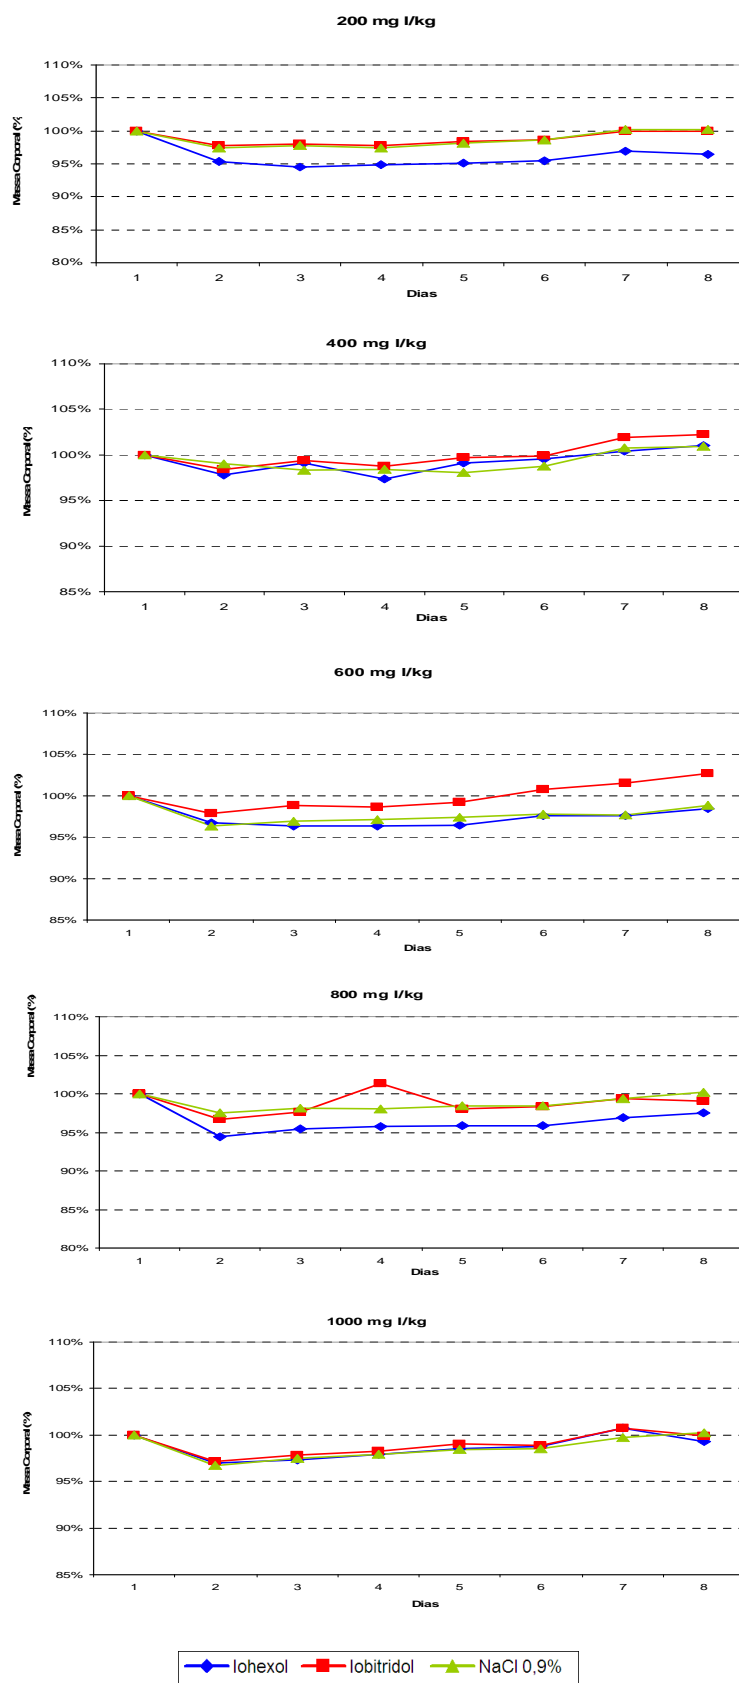 200 mg I/kg
Massa Corporal (%)
110%
105%
100%
95%
90%
85%
80%
1 2 3 4 5 6 7 8
Dias
400 mg I/kg
Massa Corporal (%)
110%
105%
100%
95%
90%
85%
1 2 3 4 5 6 7 8
Dias
600 mg I/kg
Massa Corporal (%)
110%
105%
100%
95%
90%
85%
1 2 3 4 5 6 7 8
Dias
800 mg I/kg
Massa Corporal (%)
110%
105%
100%
95%
90%
85%
80%
1 2 3 4 5 6 7 8
Dias
1000 mg I/kg
Massa Corporal (%)
110%
105%
100%
95%
90%
85%
1 2 3 4 5 6 7 8
Dias
Iohexol Iobitridol NaCl 0,9%